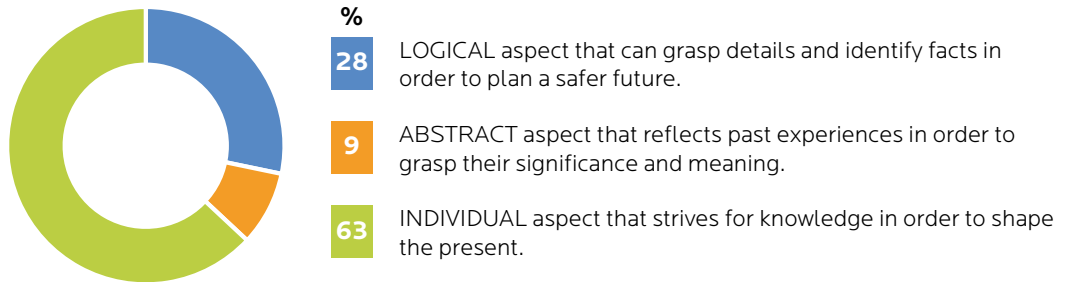 %
28
LOGICAL aspect that can grasp details and identify facts in
order to plan a safer future.
9
ABSTRACT aspect that reflects past experiences in order to
grasp their significance and meaning.
63
INDIVIDUAL aspect that strives for knowledge in order to shape
the present.